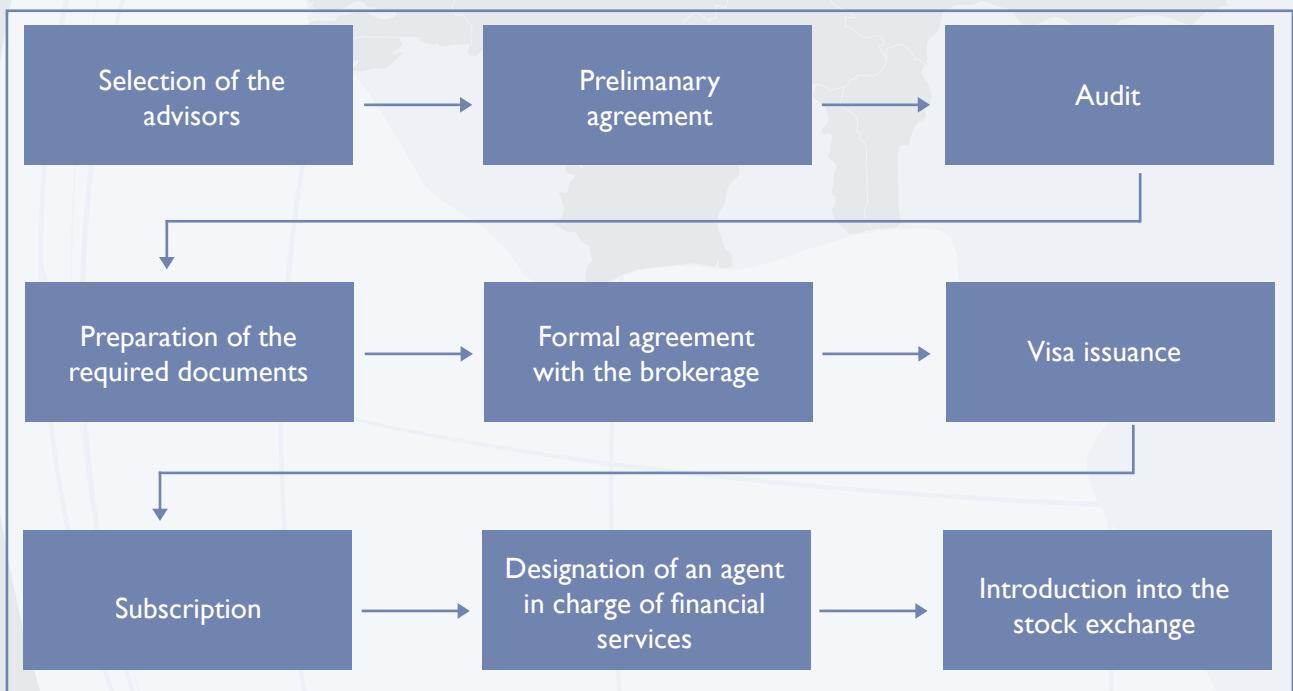 Selection of the
advisors
Prelimanary
agreement
Audit
Preparation of the
required documents
Formal agreement
with the brokerage
Visa issuance
Subscription
Designation of an agent
in charge of financial
services
Introduction into the
stock exchange